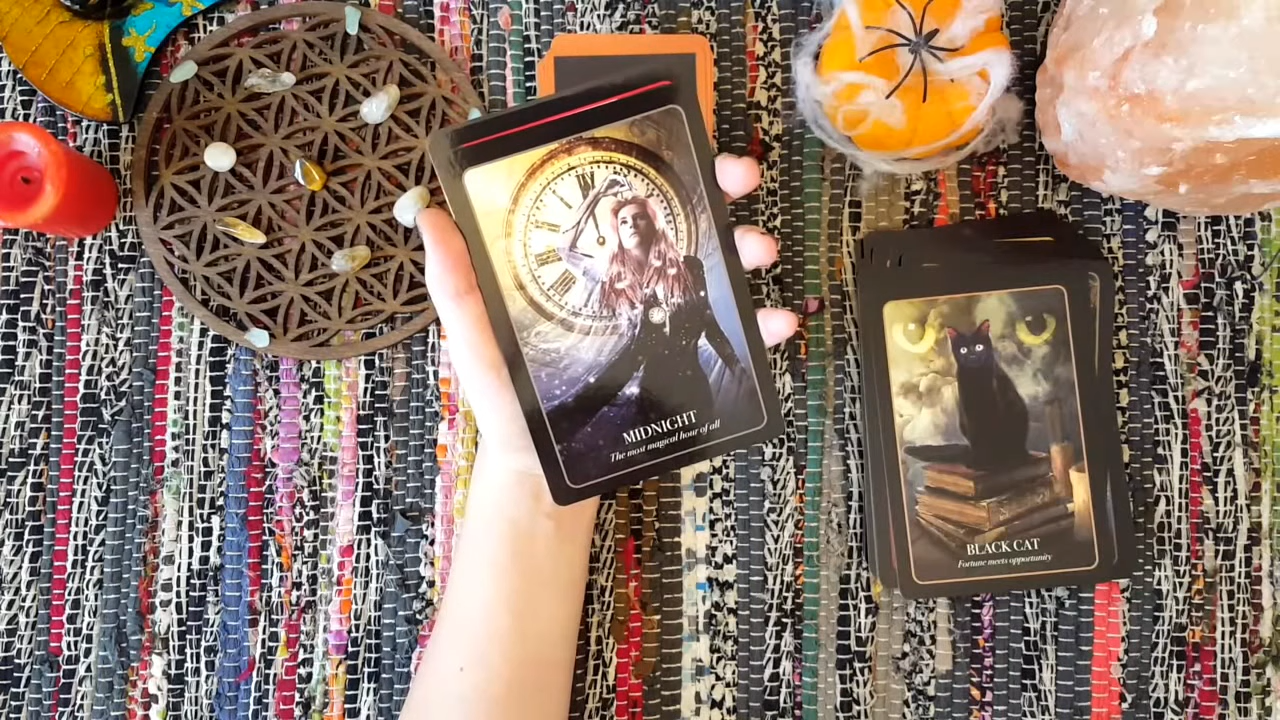 MIDNIGHT
The most magical hour of all
BLACK CAT
Fortune meets opportunity